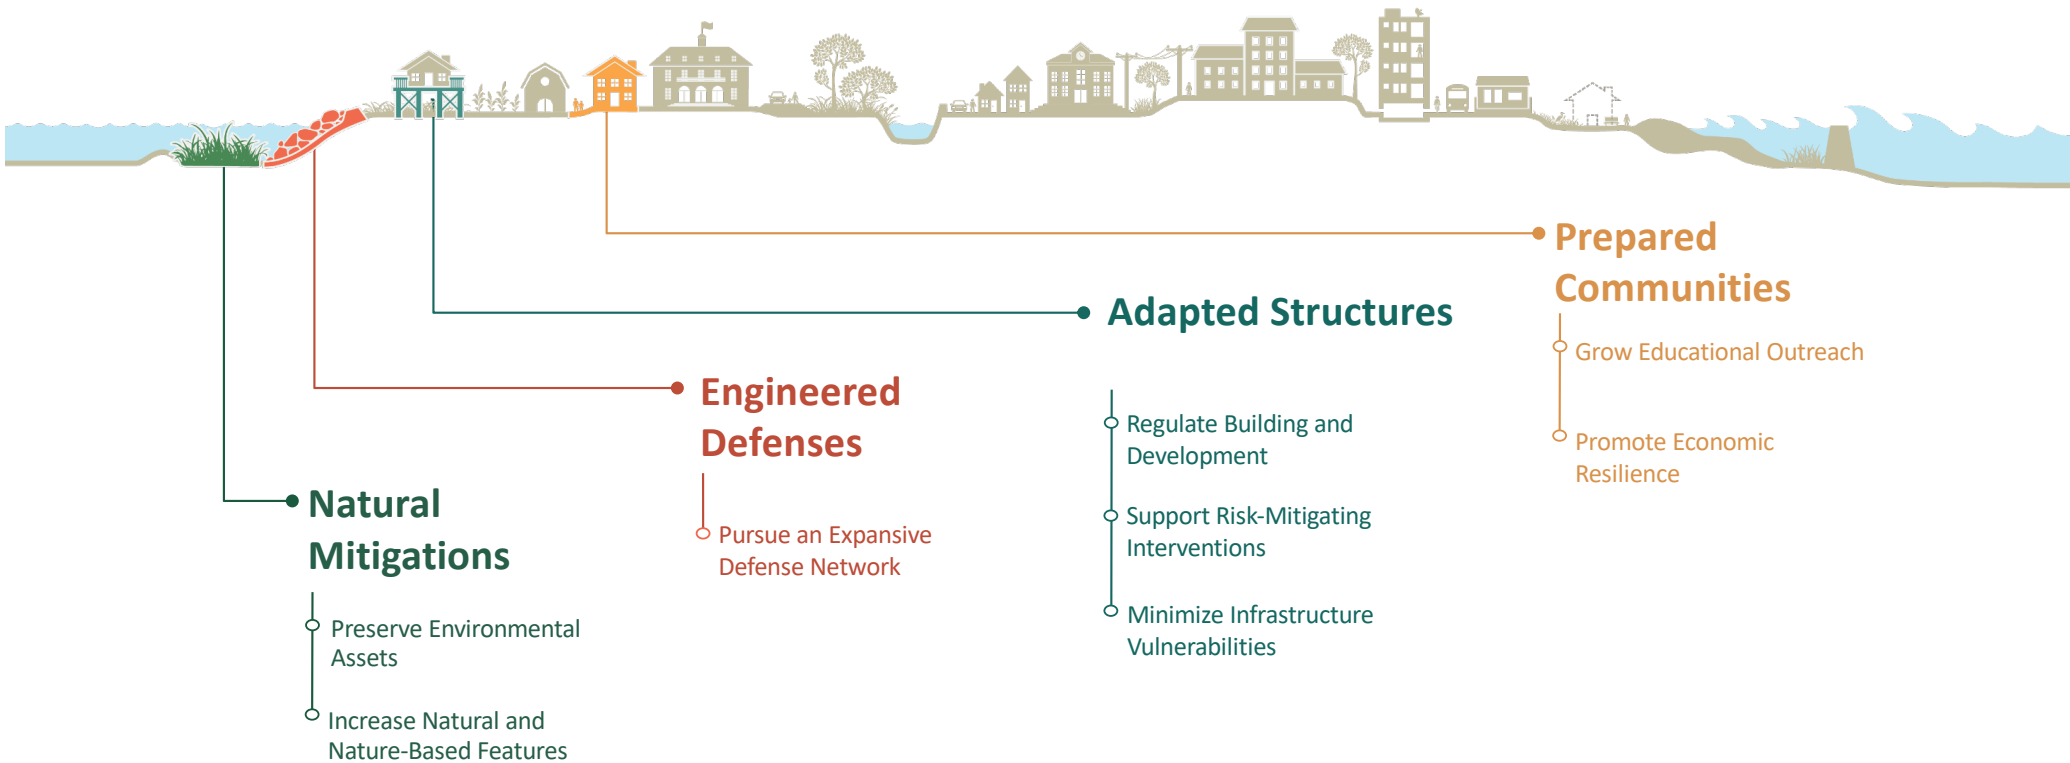 Prepared
Communities
Grow Educational Outreach
Promote Economic
Resilience
Adapted Structures
Regulate Building and
Development
Support Risk-Mitigating
Interventions
Minimize Infrastructure
Vulnerabilities
Engineered
Defenses
Pursue an Expansive
Defense Network
Natural
Mitigations
Preserve Environmental
Assets
Increase Natural and
Nature-Based Features